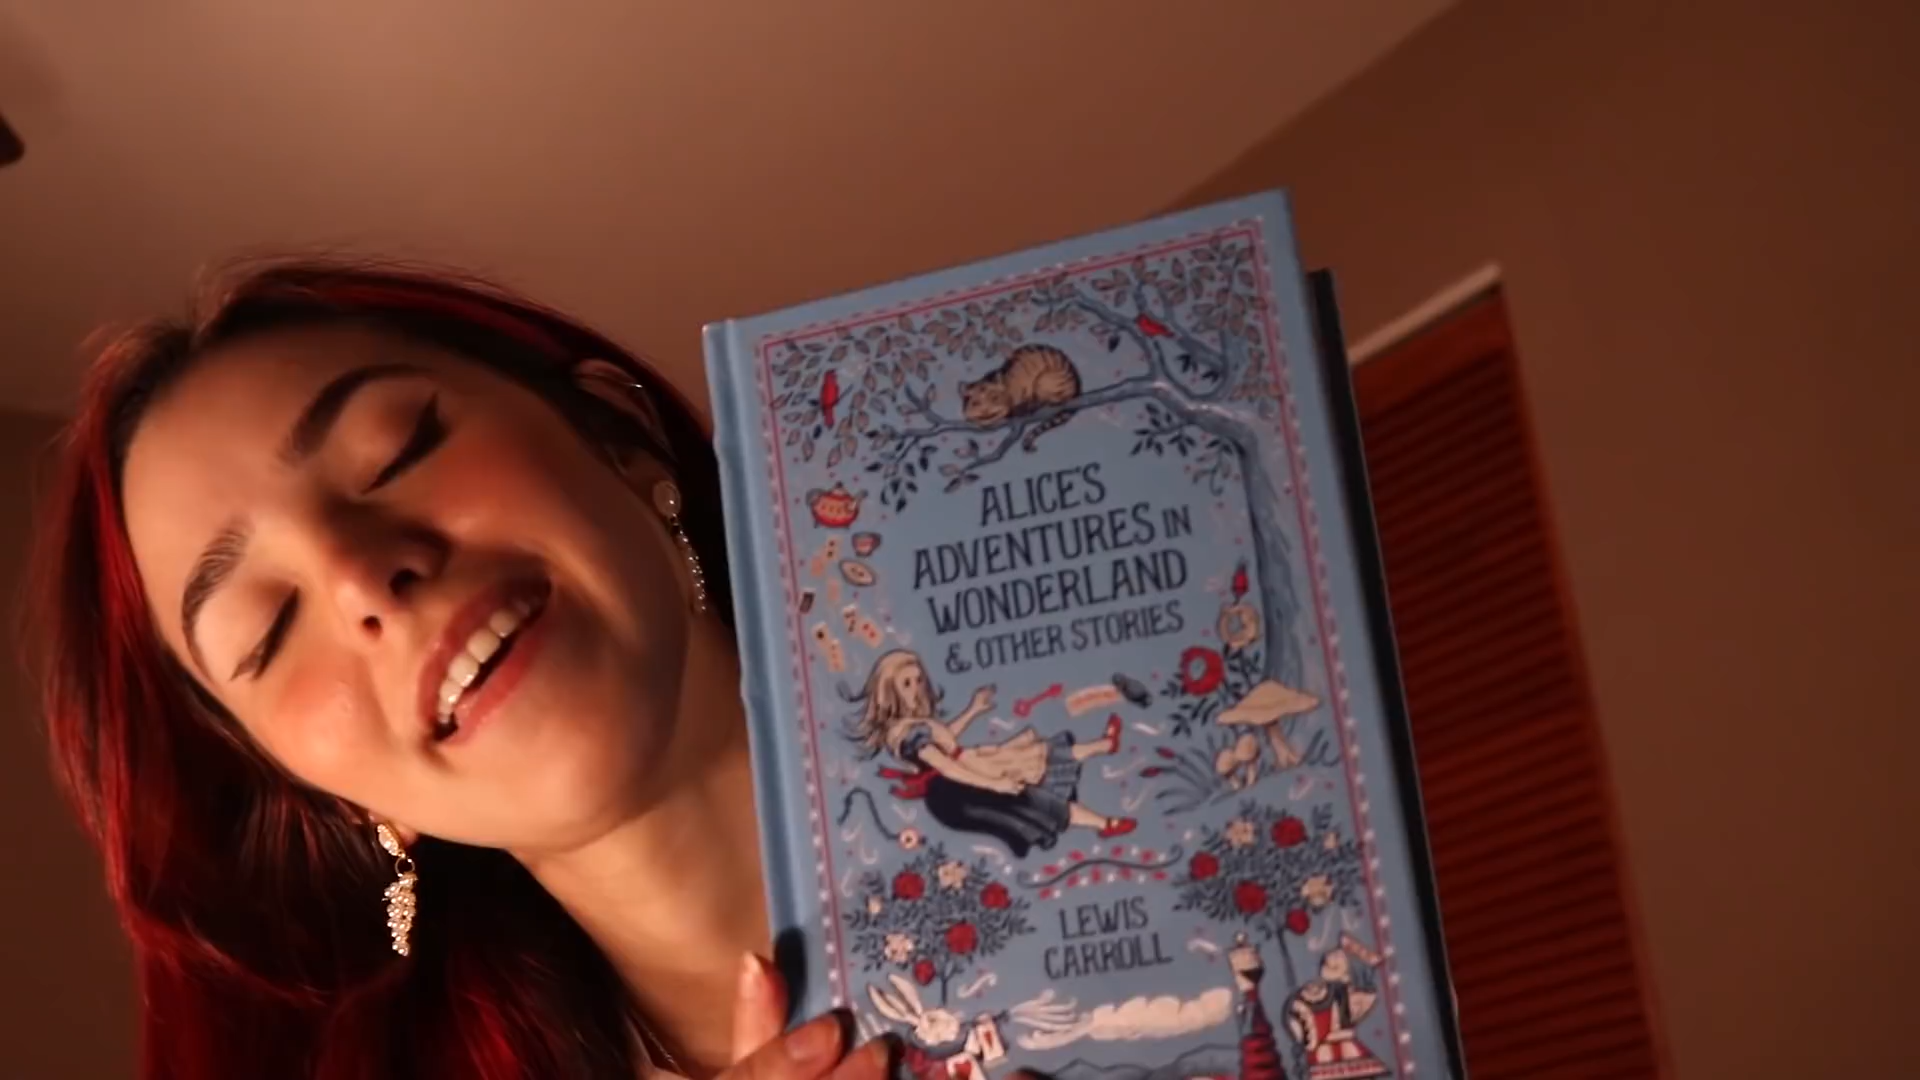 ALICE'S
ADVENTURES IN
WONDERLAND
& OTHER STORIES
LEWIS
CARROLL